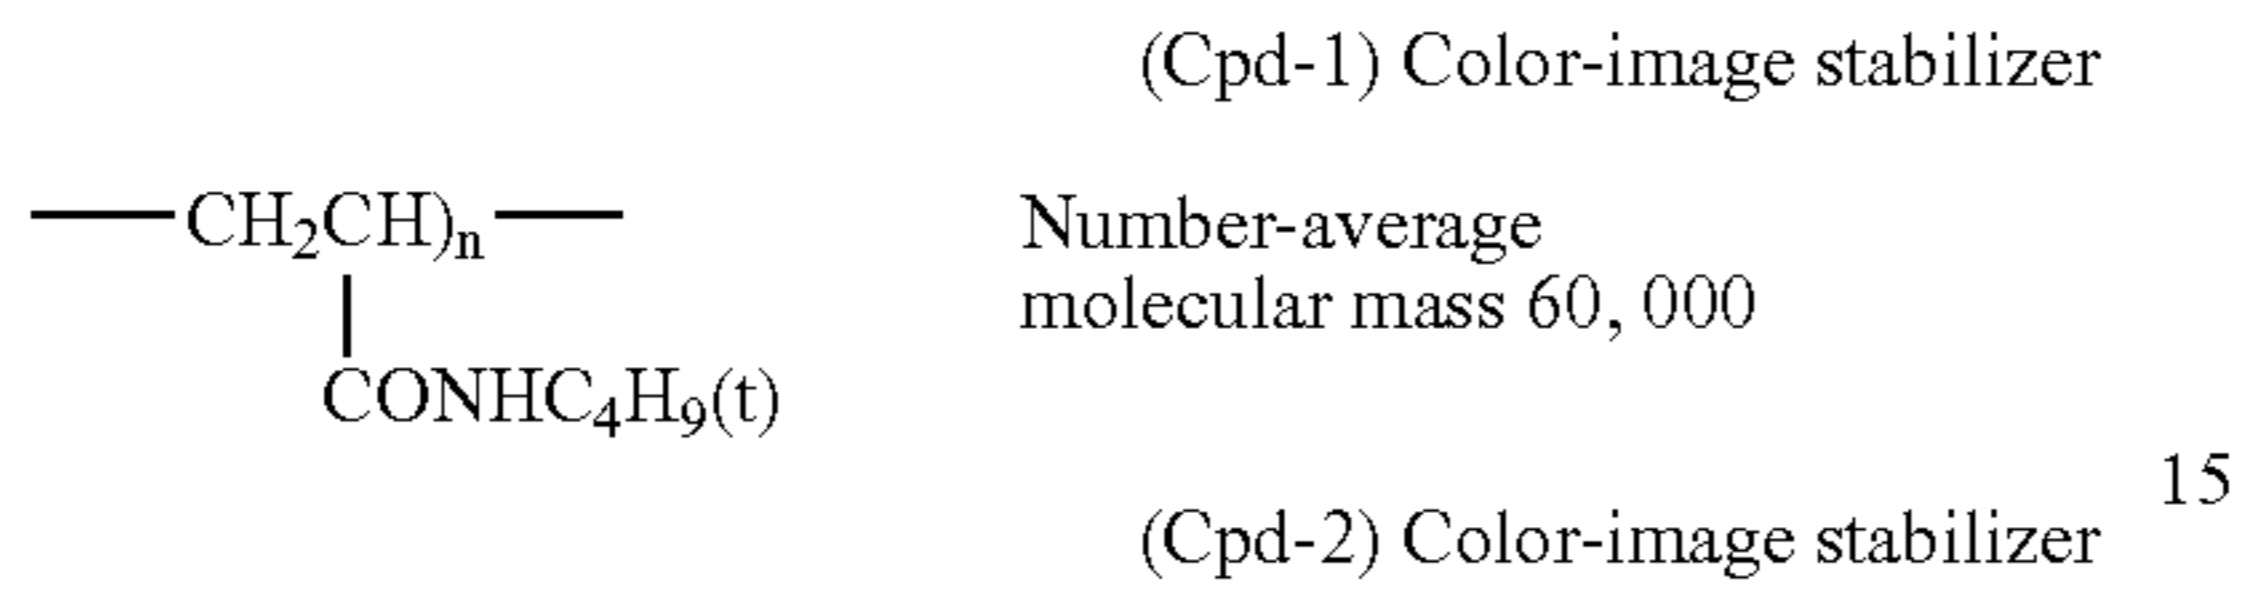 (Cpd-1) Color-image stabilizer
CH₂CH)ₙ
Number-average
molecular mass 60, 000
CONHC₄H₉(t)
15
(Cpd-2) Color-image stabilizer